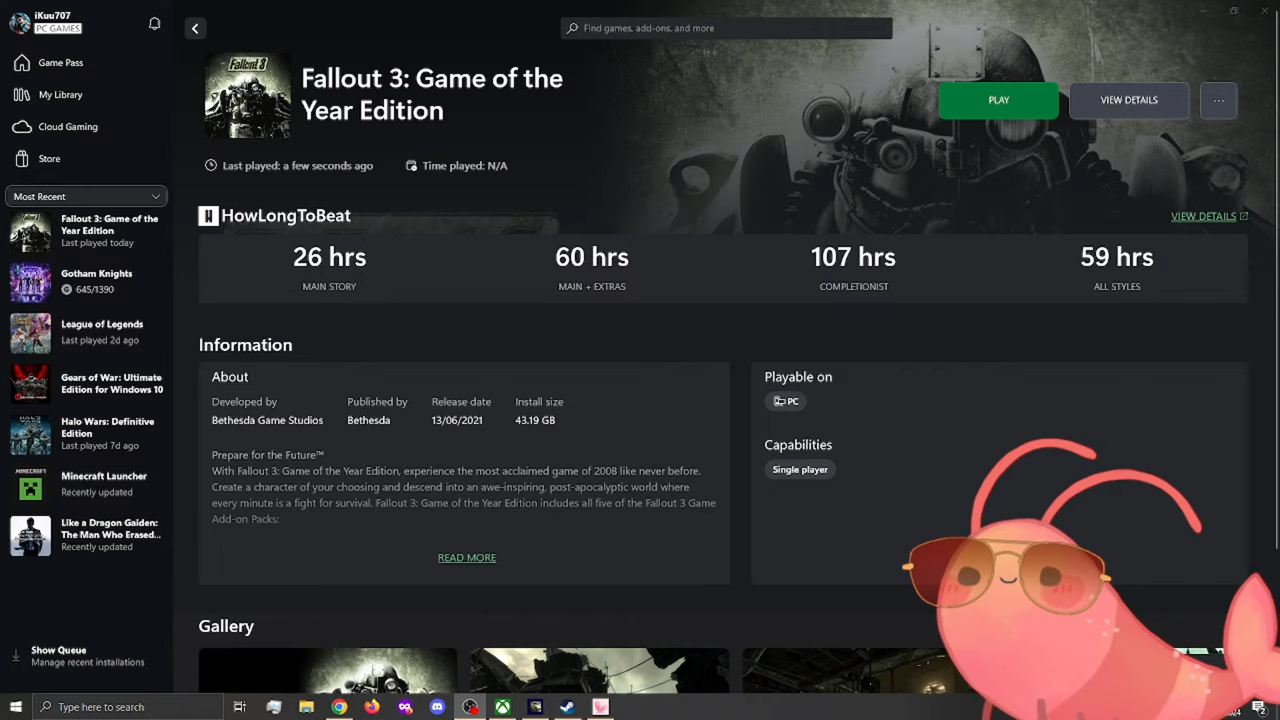 iKuu707
PC GAMES
Find games, add-ons, and more
Game Pass
My Library
Cloud Gaming
Store
Most Recent
Fallout 3: Game of the
Year Edition
Last played today
Gotham Knights
G 645/1390
League of Legends
Last played 2d ago
Gears of War: Ultimate
Edition for Windows 10
Halo Wars: Definitive
Edition
Last played 7d ago
Minecraft Launcher
Recently updated
Like a Dragon Gaiden:
The Man Who Erased...
Recently updated
Show Queue
Manage recent installations
Fallout 3
Fallout 3: Game of the
Year Edition
PLAY
VIEW DETAILS
...
Last played: a few seconds ago
Time played: N/A
HowLongToBeat
VIEW DETAILS
26 hrs
60 hrs
107 hrs
59 hrs
MAIN STORY
MAIN + EXTRAS
COMPLETIONIST
ALL STYLES
Information
About
Developed by
Published by
Release date
Install size
Bethesda Game Studios
Bethesda
13/06/2021
43.19 GB
Prepare for the Future™
With Fallout 3: Game of the Year Edition, experience the most acclaimed game of 2008 like never before.
Create a character of your choosing and descend into an awe-inspiring, post-apocalyptic world where
every minute is a fight for survival. Fallout 3: Game of the Year Edition includes all five of the Fallout 3 Game
Add-on Packs:
READ MORE
Playable on
PC
Capabilities
Single player
Gallery
Type here to search
2